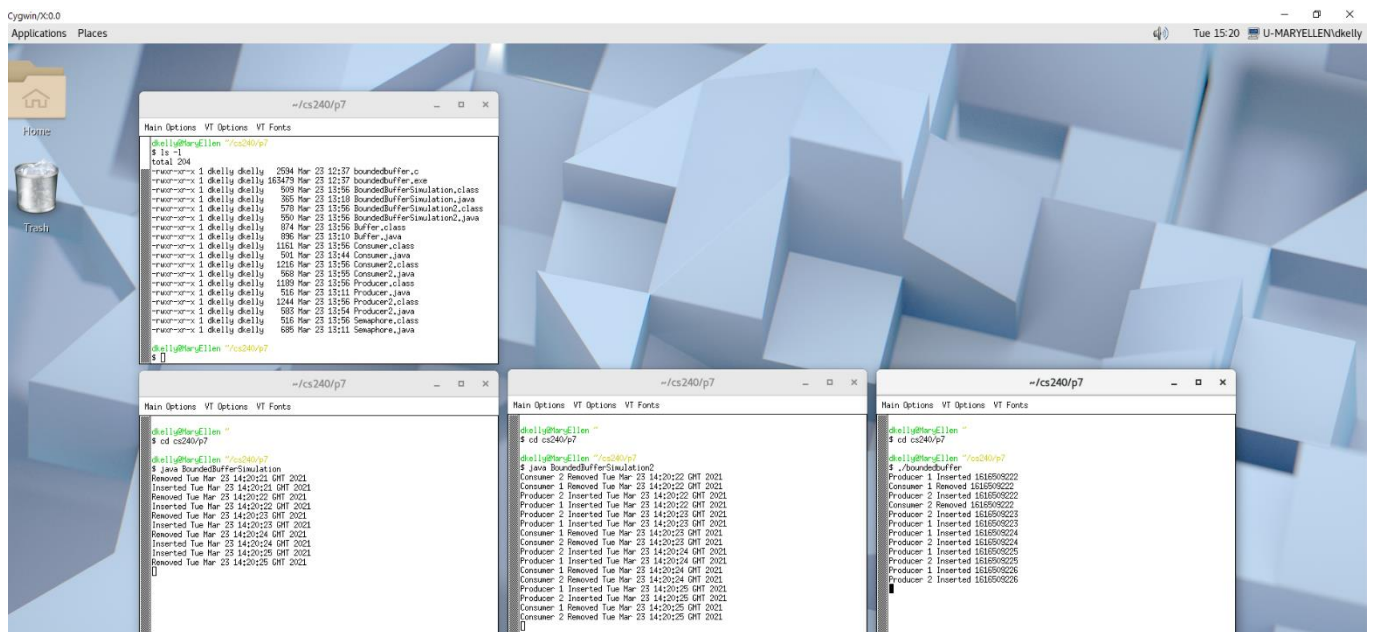 Cygwin/X:0.0
Applications Places
Tue 15:20 U-MARYELLEN\dkelly
Home
Trash
~/cs240/p7
Main Options VT Options VT Fonts
dkelly@MaryEllen ~/cs240/p7
$ ls -l
total 204
-rwxr-xr-x 1 dkelly dkelly 2594 Mar 23 12:37 boundedbuffer.c
-rwxr-xr-x 1 dkelly dkelly 163479 Mar 23 12:37 boundedbuffer.exe
-rwxr-xr-x 1 dkelly dkelly 509 Mar 23 13:56 BoundedBufferSimulation.class
-rwxr-xr-x 1 dkelly dkelly 365 Mar 23 13:18 BoundedBufferSimulation.java
-rwxr-xr-x 1 dkelly dkelly 578 Mar 23 13:56 BoundedBufferSimulation2.class
-rwxr-xr-x 1 dkelly dkelly 550 Mar 23 13:56 BoundedBufferSimulation2.java
-rwxr-xr-x 1 dkelly dkelly 874 Mar 23 13:56 Buffer.class
-rwxr-xr-x 1 dkelly dkelly 896 Mar 23 13:10 Buffer.java
-rwxr-xr-x 1 dkelly dkelly 1161 Mar 23 13:56 Consumer.class
-rwxr-xr-x 1 dkelly dkelly 501 Mar 23 13:44 Consumer.java
-rwxr-xr-x 1 dkelly dkelly 1216 Mar 23 13:56 Consumer2.class
-rwxr-xr-x 1 dkelly dkelly 568 Mar 23 13:55 Consumer2.java
-rwxr-xr-x 1 dkelly dkelly 1189 Mar 23 13:56 Producer.class
-rwxr-xr-x 1 dkelly dkelly 516 Mar 23 13:11 Producer.java
-rwxr-xr-x 1 dkelly dkelly 1244 Mar 23 13:56 Producer2.class
-rwxr-xr-x 1 dkelly dkelly 583 Mar 23 13:54 Producer2.java
-rwxr-xr-x 1 dkelly dkelly 516 Mar 23 13:56 Semaphore.class
-rwxr-xr-x 1 dkelly dkelly 685 Mar 23 13:11 Semaphore.java
dkelly@MaryEllen ~/cs240/p7
$
~/cs240/p7
Main Options VT Options VT Fonts
dkelly@MaryEllen ~
$ cd cs240/p7
dkelly@MaryEllen ~/cs240/p7
$ java BoundedBufferSimulation
Removed Tue Mar 23 14:20:21 GMT 2021
Inserted Tue Mar 23 14:20:21 GMT 2021
Removed Tue Mar 23 14:20:22 GMT 2021
Inserted Tue Mar 23 14:20:22 GMT 2021
Removed Tue Mar 23 14:20:23 GMT 2021
Inserted Tue Mar 23 14:20:23 GMT 2021
Removed Tue Mar 23 14:20:24 GMT 2021
Inserted Tue Mar 23 14:20:24 GMT 2021
Inserted Tue Mar 23 14:20:25 GMT 2021
Removed Tue Mar 23 14:20:25 GMT 2021
~/cs240/p7
Main Options VT Options VT Fonts
dkelly@MaryEllen ~
$ cd cs240/p7
dkelly@MaryEllen ~/cs240/p7
$ java BoundedBufferSimulation2
Consumer 2 Removed Tue Mar 23 14:20:22 GMT 2021
Consumer 1 Removed Tue Mar 23 14:20:22 GMT 2021
Producer 2 Inserted Tue Mar 23 14:20:22 GMT 2021
Producer 1 Inserted Tue Mar 23 14:20:22 GMT 2021
Producer 2 Inserted Tue Mar 23 14:20:23 GMT 2021
Producer 1 Inserted Tue Mar 23 14:20:23 GMT 2021
Consumer 1 Removed Tue Mar 23 14:20:23 GMT 2021
Consumer 2 Removed Tue Mar 23 14:20:23 GMT 2021
Producer 2 Inserted Tue Mar 23 14:20:24 GMT 2021
Producer 1 Inserted Tue Mar 23 14:20:24 GMT 2021
Consumer 1 Removed Tue Mar 23 14:20:24 GMT 2021
Consumer 2 Removed Tue Mar 23 14:20:24 GMT 2021
Producer 1 Inserted Tue Mar 23 14:20:25 GMT 2021
Producer 2 Inserted Tue Mar 23 14:20:25 GMT 2021
Consumer 1 Removed Tue Mar 23 14:20:25 GMT 2021
Consumer 2 Removed Tue Mar 23 14:20:25 GMT 2021
~/cs240/p7
Main Options VT Options VT Fonts
dkelly@MaryEllen ~
$ cd cs240/p7
dkelly@MaryEllen ~/cs240/p7
$ ./boundedbuffer
Producer 1 Inserted 1616509222
Consumer 1 Removed 1616509222
Producer 2 Inserted 1616509222
Consumer 2 Removed 1616509222
Producer 2 Inserted 1616509223
Producer 1 Inserted 1616509223
Producer 1 Inserted 1616509224
Producer 2 Inserted 1616509224
Producer 1 Inserted 1616509225
Producer 2 Inserted 1616509225
Producer 1 Inserted 1616509226
Producer 2 Inserted 1616509226